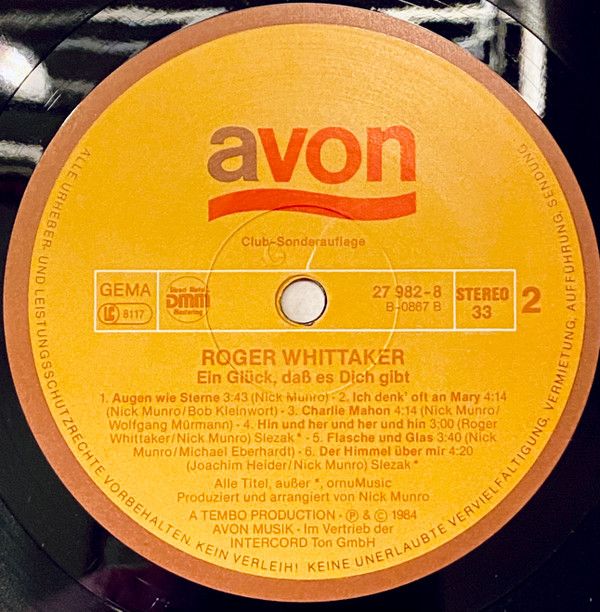 avon
Club-Sonderauflage
GEMA
LC 8117
Direct Metal
DMM
Mastering
27 982-8
B-0867 B
STEREO
33
2
ROGER WHITTAKER
Ein Glück, daß es Dich gibt
1. Augen wie Sterne 3:43 (Nick Munro) · 2. Ich denk' oft an Mary 4:14
(Nick Munro/Bob Kleinwort) · 3. Charlie Mahon 4:14 (Nick Munro/
Wolfgang Mürmann) · 4. Hin und her und her und hin 3:00 (Roger
Whittaker/Nick Munro) Slezak* · 5. Flasche und Glas 3:40 (Nick
Munro/Michael Eberhardt) · 6. Der Himmel über mir 4:20
(Joachim Heider/Nick Munro) Slezak*
Alle Titel, außer *, ornuMusic
Produziert und arrangiert von Nick Munro
A TEMBO PRODUCTION · Ⓟ & © 1984
AVON MUSIK · Im Vertrieb der
INTERCORD Ton GmbH
ALLE URHEBER- UND LEISTUNGSSCHUTZRECHTE VORBEHALTEN. KEIN VERLEIH! KEINE UNERLAUBTE VERVIELFÄLTIGUNG, VERMIETUNG, AUFFÜHRUNG, SENDUNG